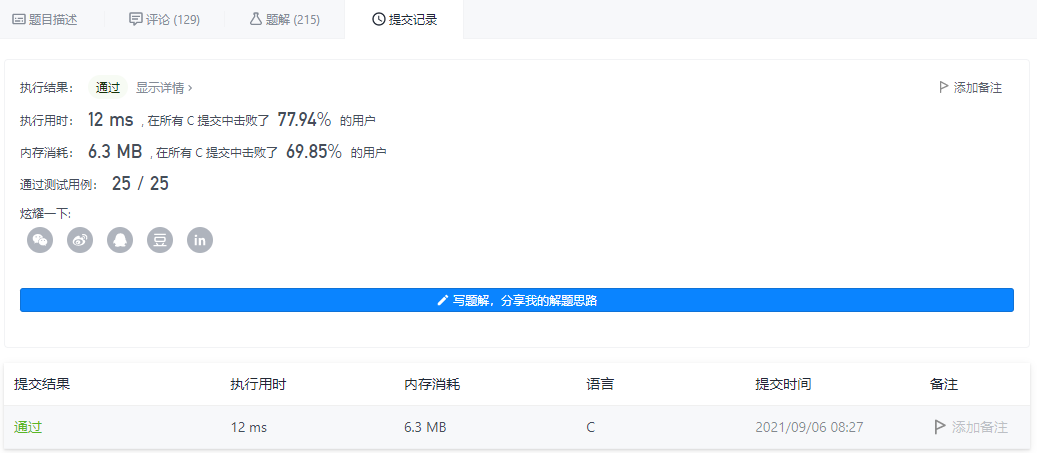 题目描述 评论 (129) 题解 (215) 提交记录
执行结果： 通过 显示详情 › 添加备注
执行用时： 12 ms , 在所有 C 提交中击败了 77.94% 的用户
内存消耗： 6.3 MB , 在所有 C 提交中击败了 69.85% 的用户
通过测试用例： 25 / 25
炫耀一下:
豆 in
写题解，分享我的解题思路
提交结果 执行用时 内存消耗 语言 提交时间 备注
通过 12 ms 6.3 MB C 2021/09/06 08:27 添加备注